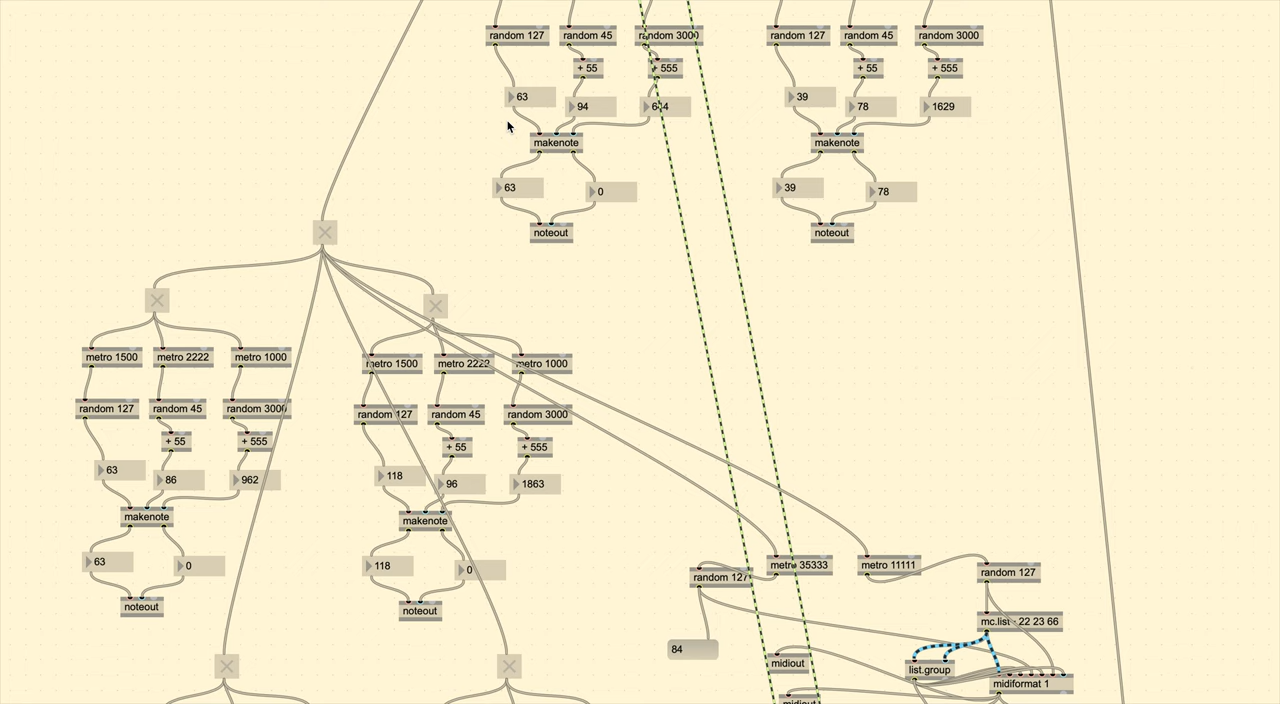 random 127 random 45 random 3000 random 127 random 45 random 3000
+ 55 + 555 + 55 + 555
63 94 644 39 78 1629
makenote makenote
63 0 39 78
noteout noteout
metro 1500 metro 2222 metro 1000 metro 1500 metro 2222 metro 1000
random 127 random 45 random 3000 random 127 random 45 random 3000
+ 55 + 555 + 55 + 555
63 86 962 118 96 1863
makenote makenote
63 0 118 0
noteout noteout
metro 35333 metro 11111
random 127 random 127
mc.list 22 23 66
84
midiout list.group
midiformat 1
midiout